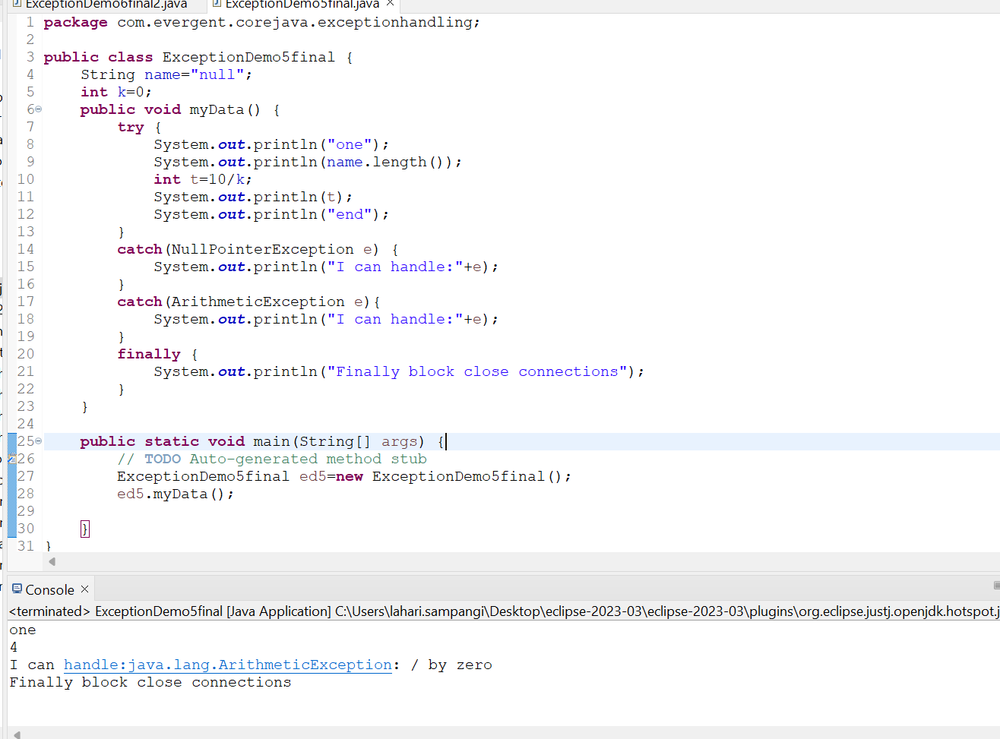 ExceptionDemo6final2.java ExceptionDemo5final.java
1 package com.evergent.corejava.exceptionhandling;
2
3 public class ExceptionDemo5final {
4     String name="null";
5     int k=0;
6     public void myData() {
7         try {
8             System.out.println("one");
9             System.out.println(name.length());
10             int t=10/k;
11             System.out.println(t);
12             System.out.println("end");
13         }
14         catch(NullPointerException e) {
15             System.out.println("I can handle:"+e);
16         }
17         catch(ArithmeticException e){
18             System.out.println("I can handle:"+e);
19         }
20         finally {
21             System.out.println("Finally block close connections");
22         }
23     }
24
25     public static void main(String[] args) {
26         // TODO Auto-generated method stub
27         ExceptionDemo5final ed5=new ExceptionDemo5final();
28         ed5.myData();
29
30     }
31 }
Console
<terminated> ExceptionDemo5final [Java Application] C:\Users\lahari.sampangi\Desktop\eclipse-2023-03\eclipse-2023-03\plugins\org.eclipse.justj.openjdk.hotspot.j
one
4
I can handle:java.lang.ArithmeticException: / by zero
Finally block close connections